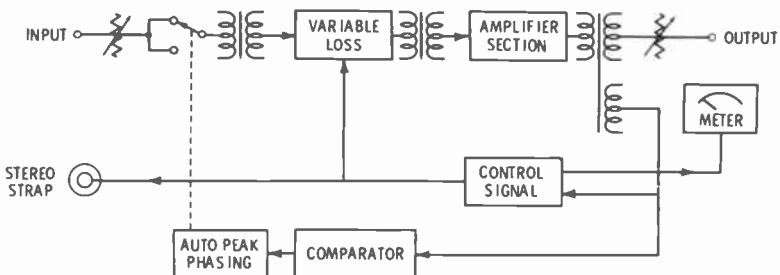 INPUT
VARIABLE
LOSS
AMPLIFIER
SECTION
OUTPUT
METER
STEREO
STRAP
CONTROL
SIGNAL
AUTO PEAK
PHASING
COMPARATOR